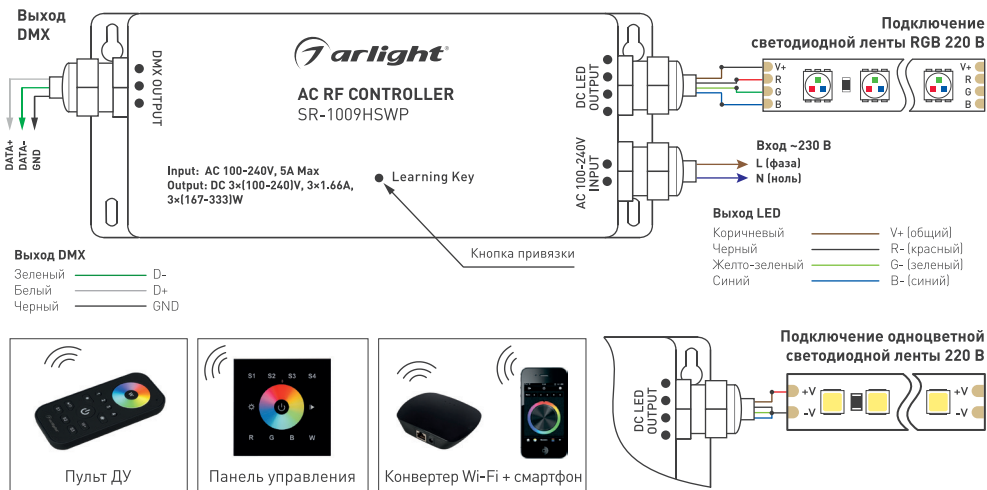 Выход
DMX
DATA+
DATA-
GND
DMX OUTPUT
arlight®
AC RF CONTROLLER
SR-1009HSWP
Input: AC 100-240V, 5A Max
Output: DC 3×(100-240)V, 3×1.66A,
3×(167-333)W
Learning Key
Кнопка привязки
DC LED
OUTPUT
AC 100-240V
INPUT
Подключение
светодиодной ленты RGB 220 В
V+
R
G
B
V+
R
G
B
Вход ~230 В
L (фаза)
N (ноль)
Выход LED
Коричневый V+ (общий)
Черный R- (красный)
Желто-зеленый G- (зеленый)
Синий B- (синий)
Выход DMX
Зеленый D-
Белый D+
Черный GND
Пульт ДУ
S1 S2 S3 S4
R G B W
Панель управления
Конвертер Wi-Fi + смартфон
Подключение одноцветной
светодиодной ленты 220 В
DC LED
OUTPUT
+V
-V
+V
-V